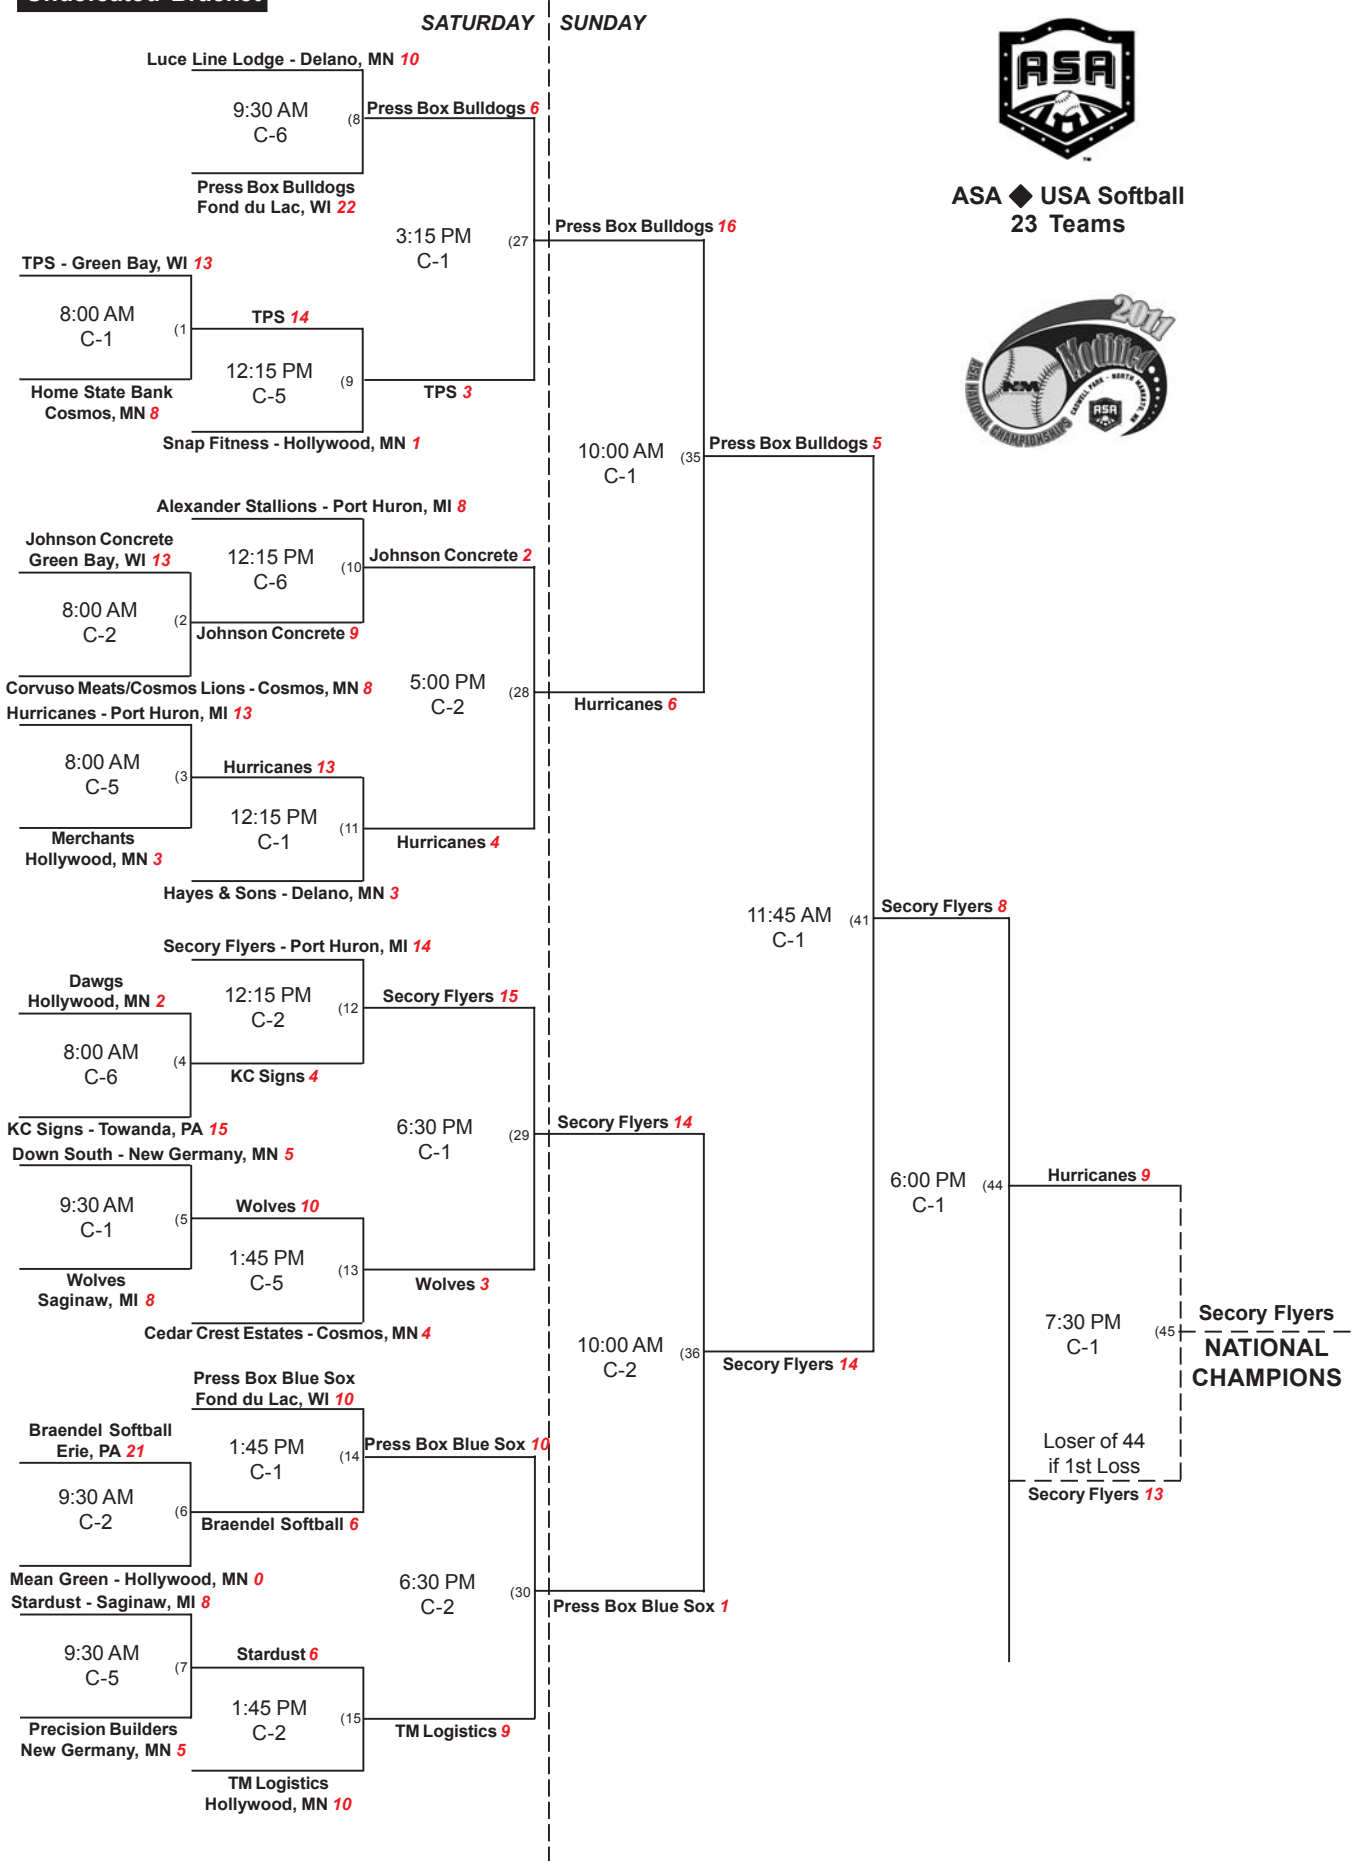 Undefeated Bracket
SATURDAY
SUNDAY
Luce Line Lodge - Delano, MN 10
9:30 AM
C-6
(8
Press Box Bulldogs 6
Press Box Bulldogs
Fond du Lac, WI 22
3:15 PM
C-1
(27
Press Box Bulldogs 16
TPS - Green Bay, WI 13
8:00 AM
C-1
(1
TPS 14
Home State Bank
Cosmos, MN 8
12:15 PM
C-5
(9
TPS 3
Snap Fitness - Hollywood, MN 1
10:00 AM
C-1
(35
Press Box Bulldogs 5
Alexander Stallions - Port Huron, MI 8
Johnson Concrete
Green Bay, WI 13
12:15 PM
C-6
(10
Johnson Concrete 2
8:00 AM
C-2
(2
Johnson Concrete 9
Corvuso Meats/Cosmos Lions - Cosmos, MN 8
5:00 PM
C-2
(28
Hurricanes 6
Hurricanes - Port Huron, MI 13
8:00 AM
C-5
(3
Hurricanes 13
Merchants
Hollywood, MN 3
12:15 PM
C-1
(11
Hurricanes 4
Hayes & Sons - Delano, MN 3
11:45 AM
C-1
(41
Secory Flyers 8
Secory Flyers - Port Huron, MI 14
Dawgs
Hollywood, MN 2
12:15 PM
C-2
(12
Secory Flyers 15
8:00 AM
C-6
(4
KC Signs 4
KC Signs - Towanda, PA 15
6:30 PM
C-1
(29
Secory Flyers 14
Down South - New Germany, MN 5
9:30 AM
C-1
(5
Wolves 10
Wolves
Saginaw, MI 8
1:45 PM
C-5
(13
Wolves 3
Cedar Crest Estates - Cosmos, MN 4
10:00 AM
C-2
(36
Secory Flyers 14
Press Box Blue Sox
Fond du Lac, WI 10
Braendel Softball
Erie, PA 21
1:45 PM
C-1
(14
Press Box Blue Sox 10
9:30 AM
C-2
(6
Braendel Softball 6
Mean Green - Hollywood, MN 0
6:30 PM
C-2
(30
Press Box Blue Sox 1
Stardust - Saginaw, MI 8
9:30 AM
C-5
(7
Stardust 6
Precision Builders
New Germany, MN 5
1:45 PM
C-2
(15
TM Logistics 9
TM Logistics
Hollywood, MN 10
6:00 PM
C-1
(44
Hurricanes 9
7:30 PM
C-1
(45
Secory Flyers
NATIONAL
CHAMPIONS
Loser of 44
if 1st Loss
Secory Flyers 13
ASA
TM
ASA ◆ USA Softball
23 Teams
2011
Modified
NM
CASWELL PARK - NORTH MANKATO, MN
ASA
ASA NATIONAL CHAMPIONSHIPS